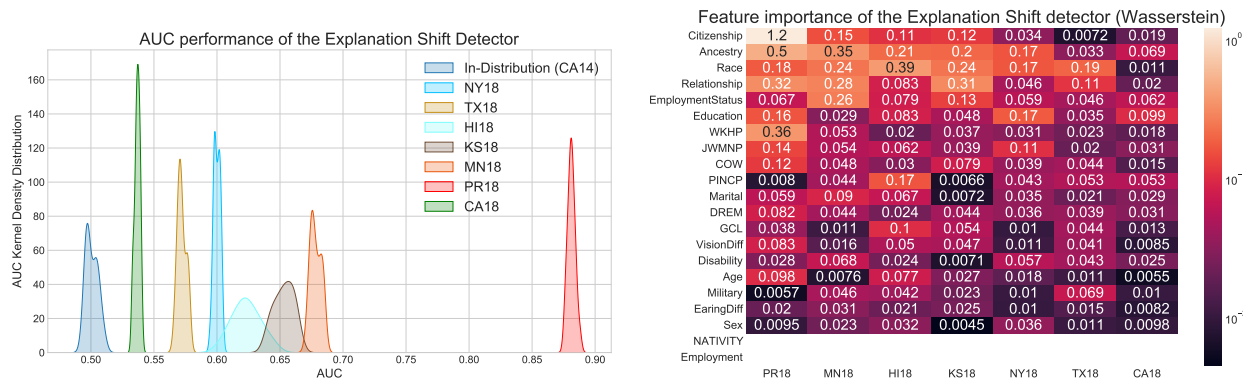 AUC performance of the Explanation Shift Detector
AUC Kernel Density Distribution
160
140
120
100
80
60
40
20
0
0.50 0.55 0.60 0.65 0.70 0.75 0.80 0.85 0.90
AUC
In-Distribution (CA14)
NY18
TX18
HI18
KS18
MN18
PR18
CA18
Feature importance of the Explanation Shift detector (Wasserstein)
Citizenship 1.2 0.15 0.11 0.12 0.034 0.0072 0.019
Ancestry 0.5 0.35 0.21 0.2 0.17 0.033 0.069
Race 0.18 0.24 0.39 0.24 0.17 0.19 0.011
Relationship 0.32 0.28 0.083 0.31 0.046 0.11 0.02
EmploymentStatus 0.067 0.26 0.079 0.13 0.059 0.046 0.062
Education 0.16 0.029 0.083 0.048 0.17 0.035 0.099
WKHP 0.36 0.053 0.02 0.037 0.031 0.023 0.018
JWMNP 0.14 0.054 0.062 0.039 0.11 0.02 0.031
COW 0.12 0.048 0.03 0.079 0.039 0.044 0.015
PINCP 0.008 0.044 0.17 0.0066 0.043 0.053 0.053
Marital 0.059 0.09 0.067 0.0072 0.035 0.021 0.029
DREM 0.082 0.044 0.024 0.044 0.036 0.039 0.031
GCL 0.038 0.011 0.1 0.054 0.01 0.044 0.013
VisionDiff 0.083 0.016 0.05 0.047 0.011 0.041 0.0085
Disability 0.028 0.068 0.024 0.0071 0.057 0.043 0.025
Age 0.098 0.0076 0.077 0.027 0.018 0.011 0.0055
Military 0.0057 0.046 0.042 0.023 0.01 0.069 0.01
EaringDiff 0.02 0.031 0.021 0.025 0.01 0.015 0.0082
Sex 0.0095 0.023 0.032 0.0045 0.036 0.011 0.0098
NATIVITY
Employment
PR18 MN18 HI18 KS18 NY18 TX18 CA18
10⁰